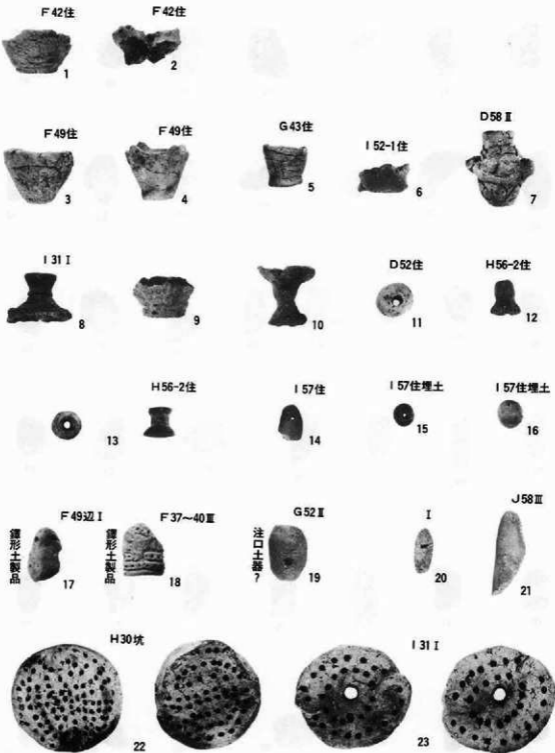 F42住
F42住
1
2
F49住
F49住
G43住
I52-1住
D58Ⅱ
3
4
5
6
7
I31Ⅰ
D52住
H56-2住
8
9
10
11
12
H56-2住
I57住
I57住埋土
I57住埋土
13
14
15
16
F49辺Ⅰ
F37～40Ⅲ
G52Ⅱ
I
J58Ⅲ
鐸形土製品
鐸形土製品
注口土器?
17
18
19
20
21
H30坑
I31Ⅰ
22
23